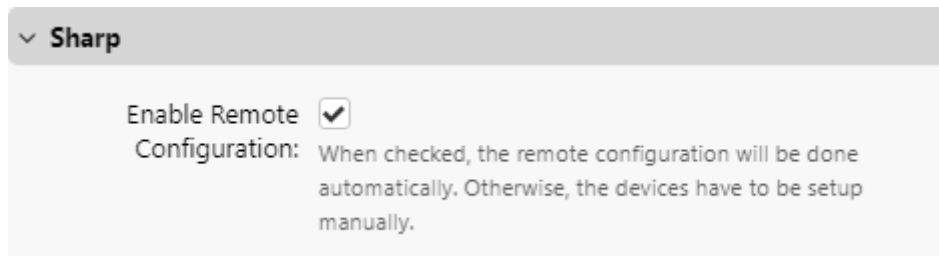 Sharp
Enable Remote
Configuration:
When checked, the remote configuration will be done
automatically. Otherwise, the devices have to be setup
manually.